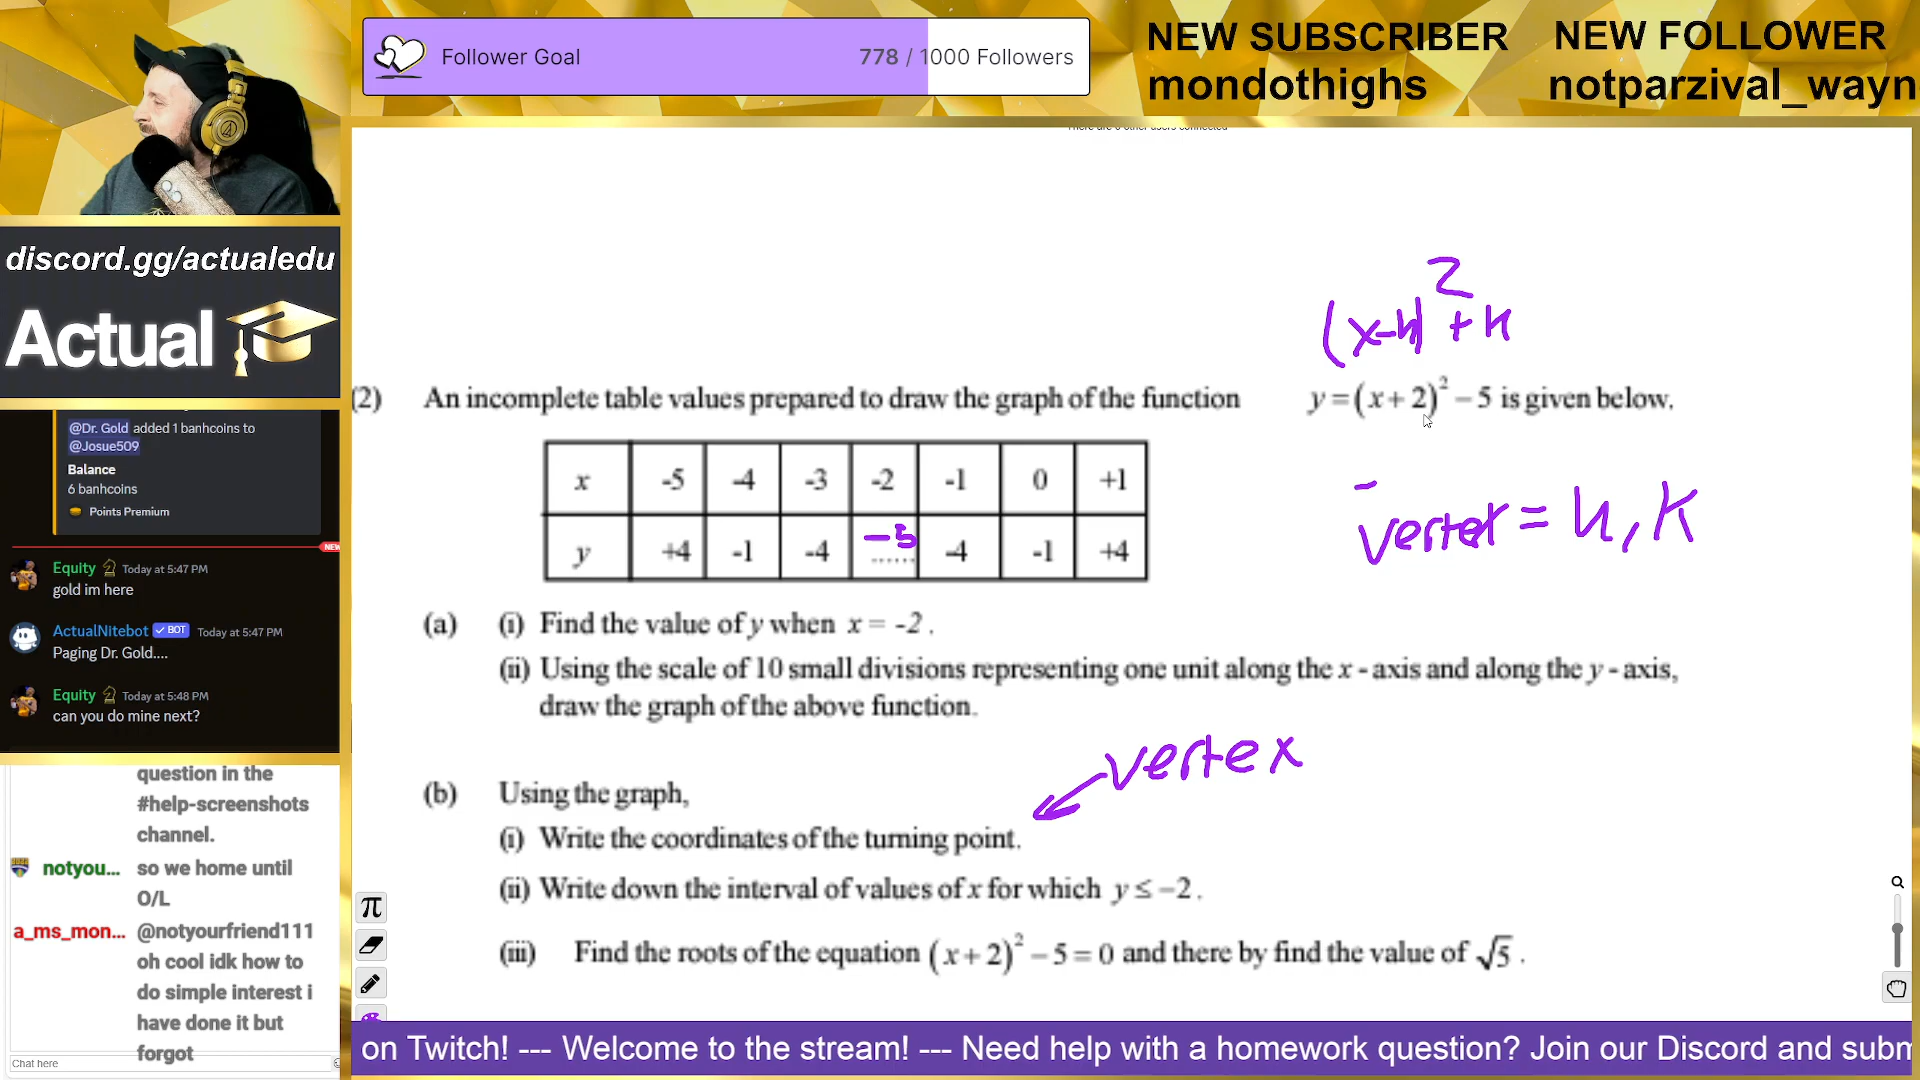 Follower Goal 778 / 1000 Followers
NEW SUBSCRIBER
mondothighs
NEW FOLLOWER
notparzival_wayn
There are 6 other users connected
discord.gg/actualedu
Actual
@Dr. Gold added 1 banhcoins to
@Josue509
Balance
6 banhcoins
Points Premium
NEW
Equity Today at 5:47 PM
gold im here
ActualNitebot ✓ BOT Today at 5:47 PM
Paging Dr. Gold....
Equity Today at 5:48 PM
can you do mine next?
question in the
#help-screenshots
channel.
notyou... so we home until
O/L
a_ms_mon... @notyourfriend111
oh cool idk how to
do simple interest i
have done it but
forgot
Chat here
(x-h)² + k
(2) An incomplete table values prepared to draw the graph of the function y = (x + 2)² − 5 is given below.
x -5 -4 -3 -2 -1 0 +1
y +4 -1 -4 -5 ...... -4 -1 +4
vertex = h, k
(a) (i) Find the value of y when x = -2 .
(ii) Using the scale of 10 small divisions representing one unit along the x - axis and along the y - axis,
draw the graph of the above function.
vertex
(b) Using the graph,
(i) Write the coordinates of the turning point.
(ii) Write down the interval of values of x for which y ≤ −2 .
(iii) Find the roots of the equation (x + 2)² − 5 = 0 and there by find the value of √5 .
π
on Twitch! --- Welcome to the stream! --- Need help with a homework question? Join our Discord and subm